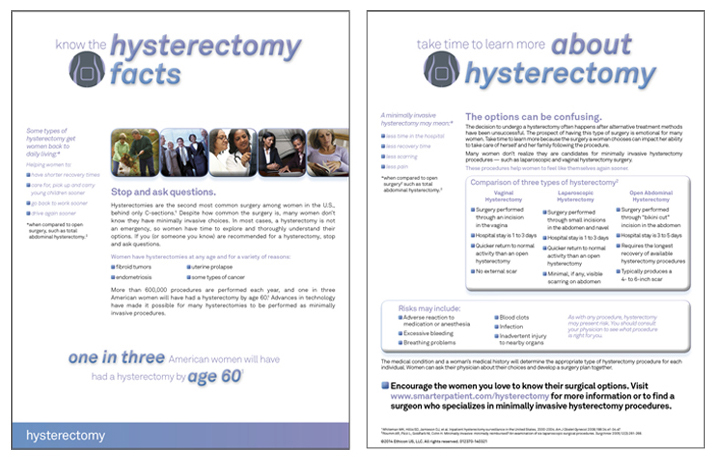 know the hysterectomy
facts
Some types of
hysterectomy get
women back to
daily living:*
Helping women to:
have shorter recovery times
care for, pick up and carry
young children sooner
go back to work sooner
drive again sooner
*when compared to open
surgery, such as total
abdominal hysterectomy.
Stop and ask questions.
Hysterectomies are the second most common surgery among women in the U.S.,
behind only C-sections. Despite how common the surgery is, many women don't
know they have minimally invasive choices. In most cases, a hysterectomy is not
an emergency, so women have time to explore and thoroughly understand their
options. If you (or someone you know) are recommended for a hysterectomy, stop
and ask questions.
Women have hysterectomies at any age and for a variety of reasons:
fibroid tumors
uterine prolapse
endometriosis
some types of cancer
More than 600,000 procedures are performed each year, and one in three
American women will have had a hysterectomy by age 60. Advances in technology
have made it possible for many hysterectomies to be performed as minimally
invasive procedures.
one in three American women will have
had a hysterectomy by age 60
hysterectomy
take time to learn more about
hysterectomy
A minimally invasive
hysterectomy may mean:*
less time in the hospital
less recovery time
less scarring
less pain
*when compared to open
surgery such as total
abdominal hysterectomy.
The options can be confusing.
The decision to undergo a hysterectomy often happens after alternative treatment methods
have been unsuccessful. The prospect of having this type of surgery is emotional for many
women. Take time to learn more because the surgery a woman chooses can impact her ability
to take care of herself and her family following the procedure.
Many women don't realize they are candidates for minimally invasive hysterectomy
procedures — such as laparoscopic and vaginal hysterectomy surgery.
These procedures help women to feel like themselves again sooner.
Comparison of three types of hysterectomy²
Vaginal
Hysterectomy
Surgery performed
through an incision
in the vagina
Hospital stay is 1 to 3 days
Quicker return to normal
activity than an open
hysterectomy
No external scar
Laparoscopic
Hysterectomy
Surgery performed
through small incisions
in the abdomen and navel
Hospital stay is 1 to 3 days
Quicker return to normal
activity than an open
hysterectomy
Minimal, if any, visible
scarring on abdomen
Open Abdominal
Hysterectomy
Surgery performed
through "bikini cut"
incision in the abdomen
Hospital stay is 3 to 5 days
Requires the longest
recovery of available
hysterectomy procedures
Typically produces a
4- to 6-inch scar
Risks may include:
Adverse reaction to
medication or anesthesia
Excessive bleeding
Breathing problems
Blood clots
Infection
Inadvertent injury
to nearby organs
As with any procedure, hysterectomy
may present risk. You should consult
your physician to see what procedure
is right for you.
The medical condition and a woman's medical history will determine the appropriate type of hysterectomy procedure for each
individual. Women can ask their physician about their choices and develop a surgery plan together.
Encourage the women you love to know their surgical options. Visit
www.smarterpatient.com/hysterectomy for more information or to find a
surgeon who specializes in minimally invasive hysterectomy procedures.
©2014 Ethicon US, LLC. All rights reserved.